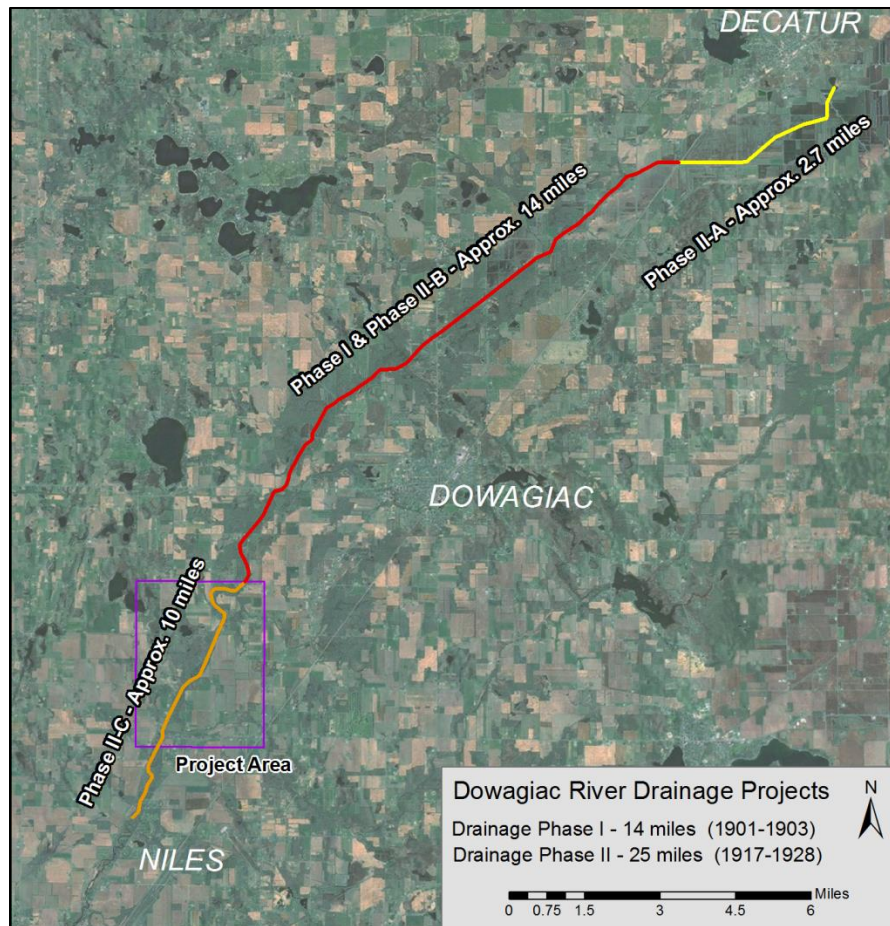 DECATUR
Phase II-A - Approx. 2.7 miles
Phase I & Phase II-B - Approx. 14 miles
DOWAGIAC
Phase II-C - Approx. 10 miles
Project Area
NILES
Dowagiac River Drainage Projects
N
Drainage Phase I - 14 miles (1901-1903)
Drainage Phase II - 25 miles (1917-1928)
Miles
0 0.75 1.5 3 4.5 6